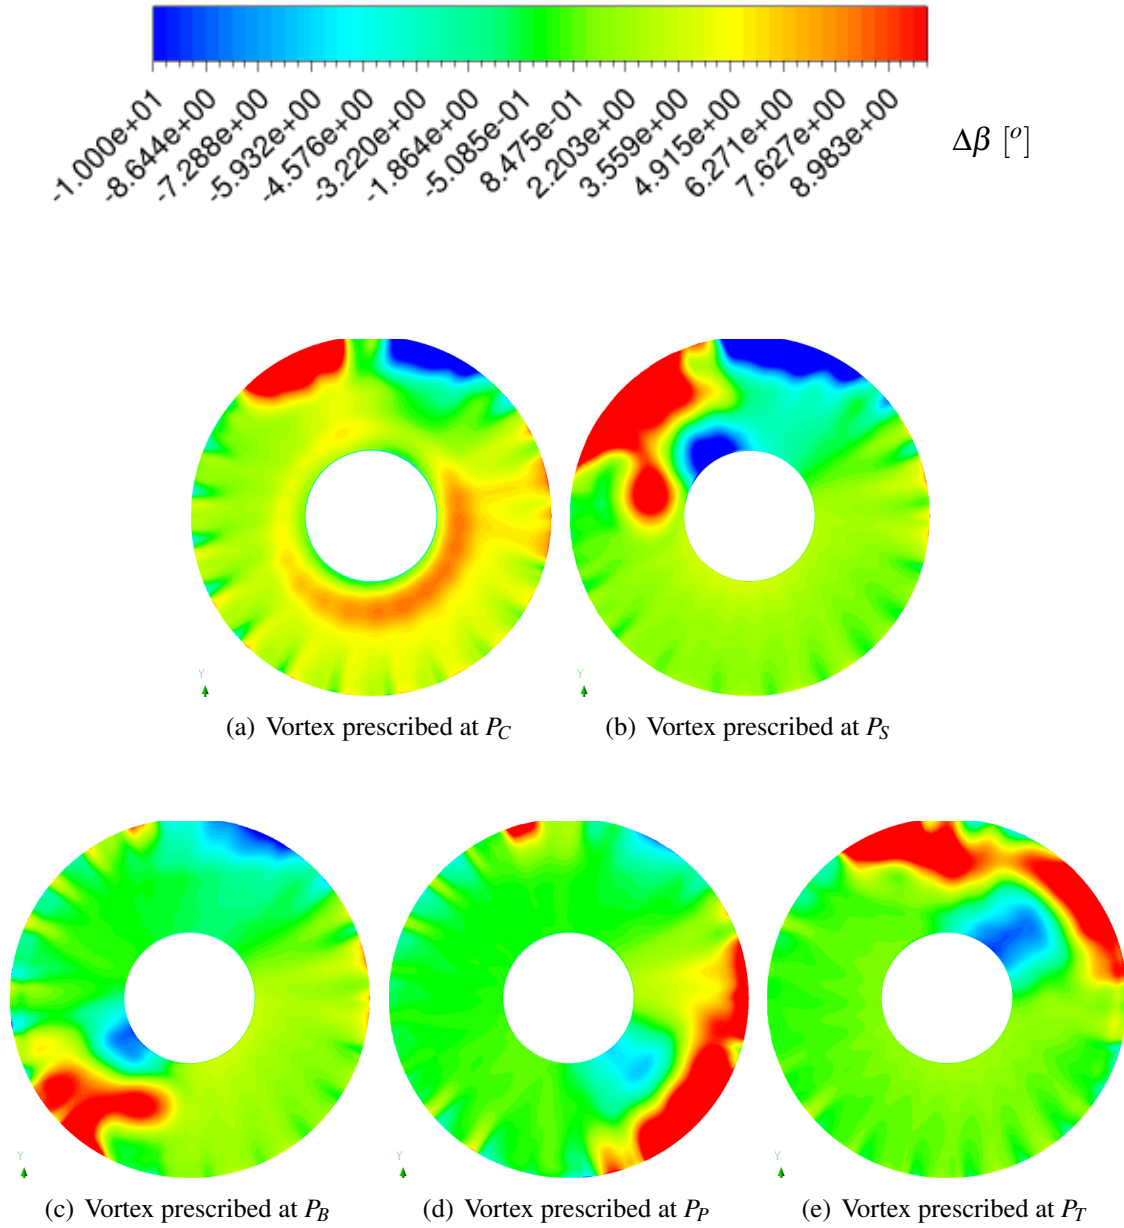 -1.000e+01
-8.644e+00
-7.288e+00
-5.932e+00
-4.576e+00
-3.220e+00
-1.864e+00
-5.085e-01
8.475e-01
2.203e+00
3.559e+00
4.915e+00
6.271e+00
7.627e+00
8.983e+00
Δβ [°]
Y
Y
(a) Vortex prescribed at P_C
(b) Vortex prescribed at P_S
Y
Y
Y
(c) Vortex prescribed at P_B
(d) Vortex prescribed at P_P
(e) Vortex prescribed at P_T